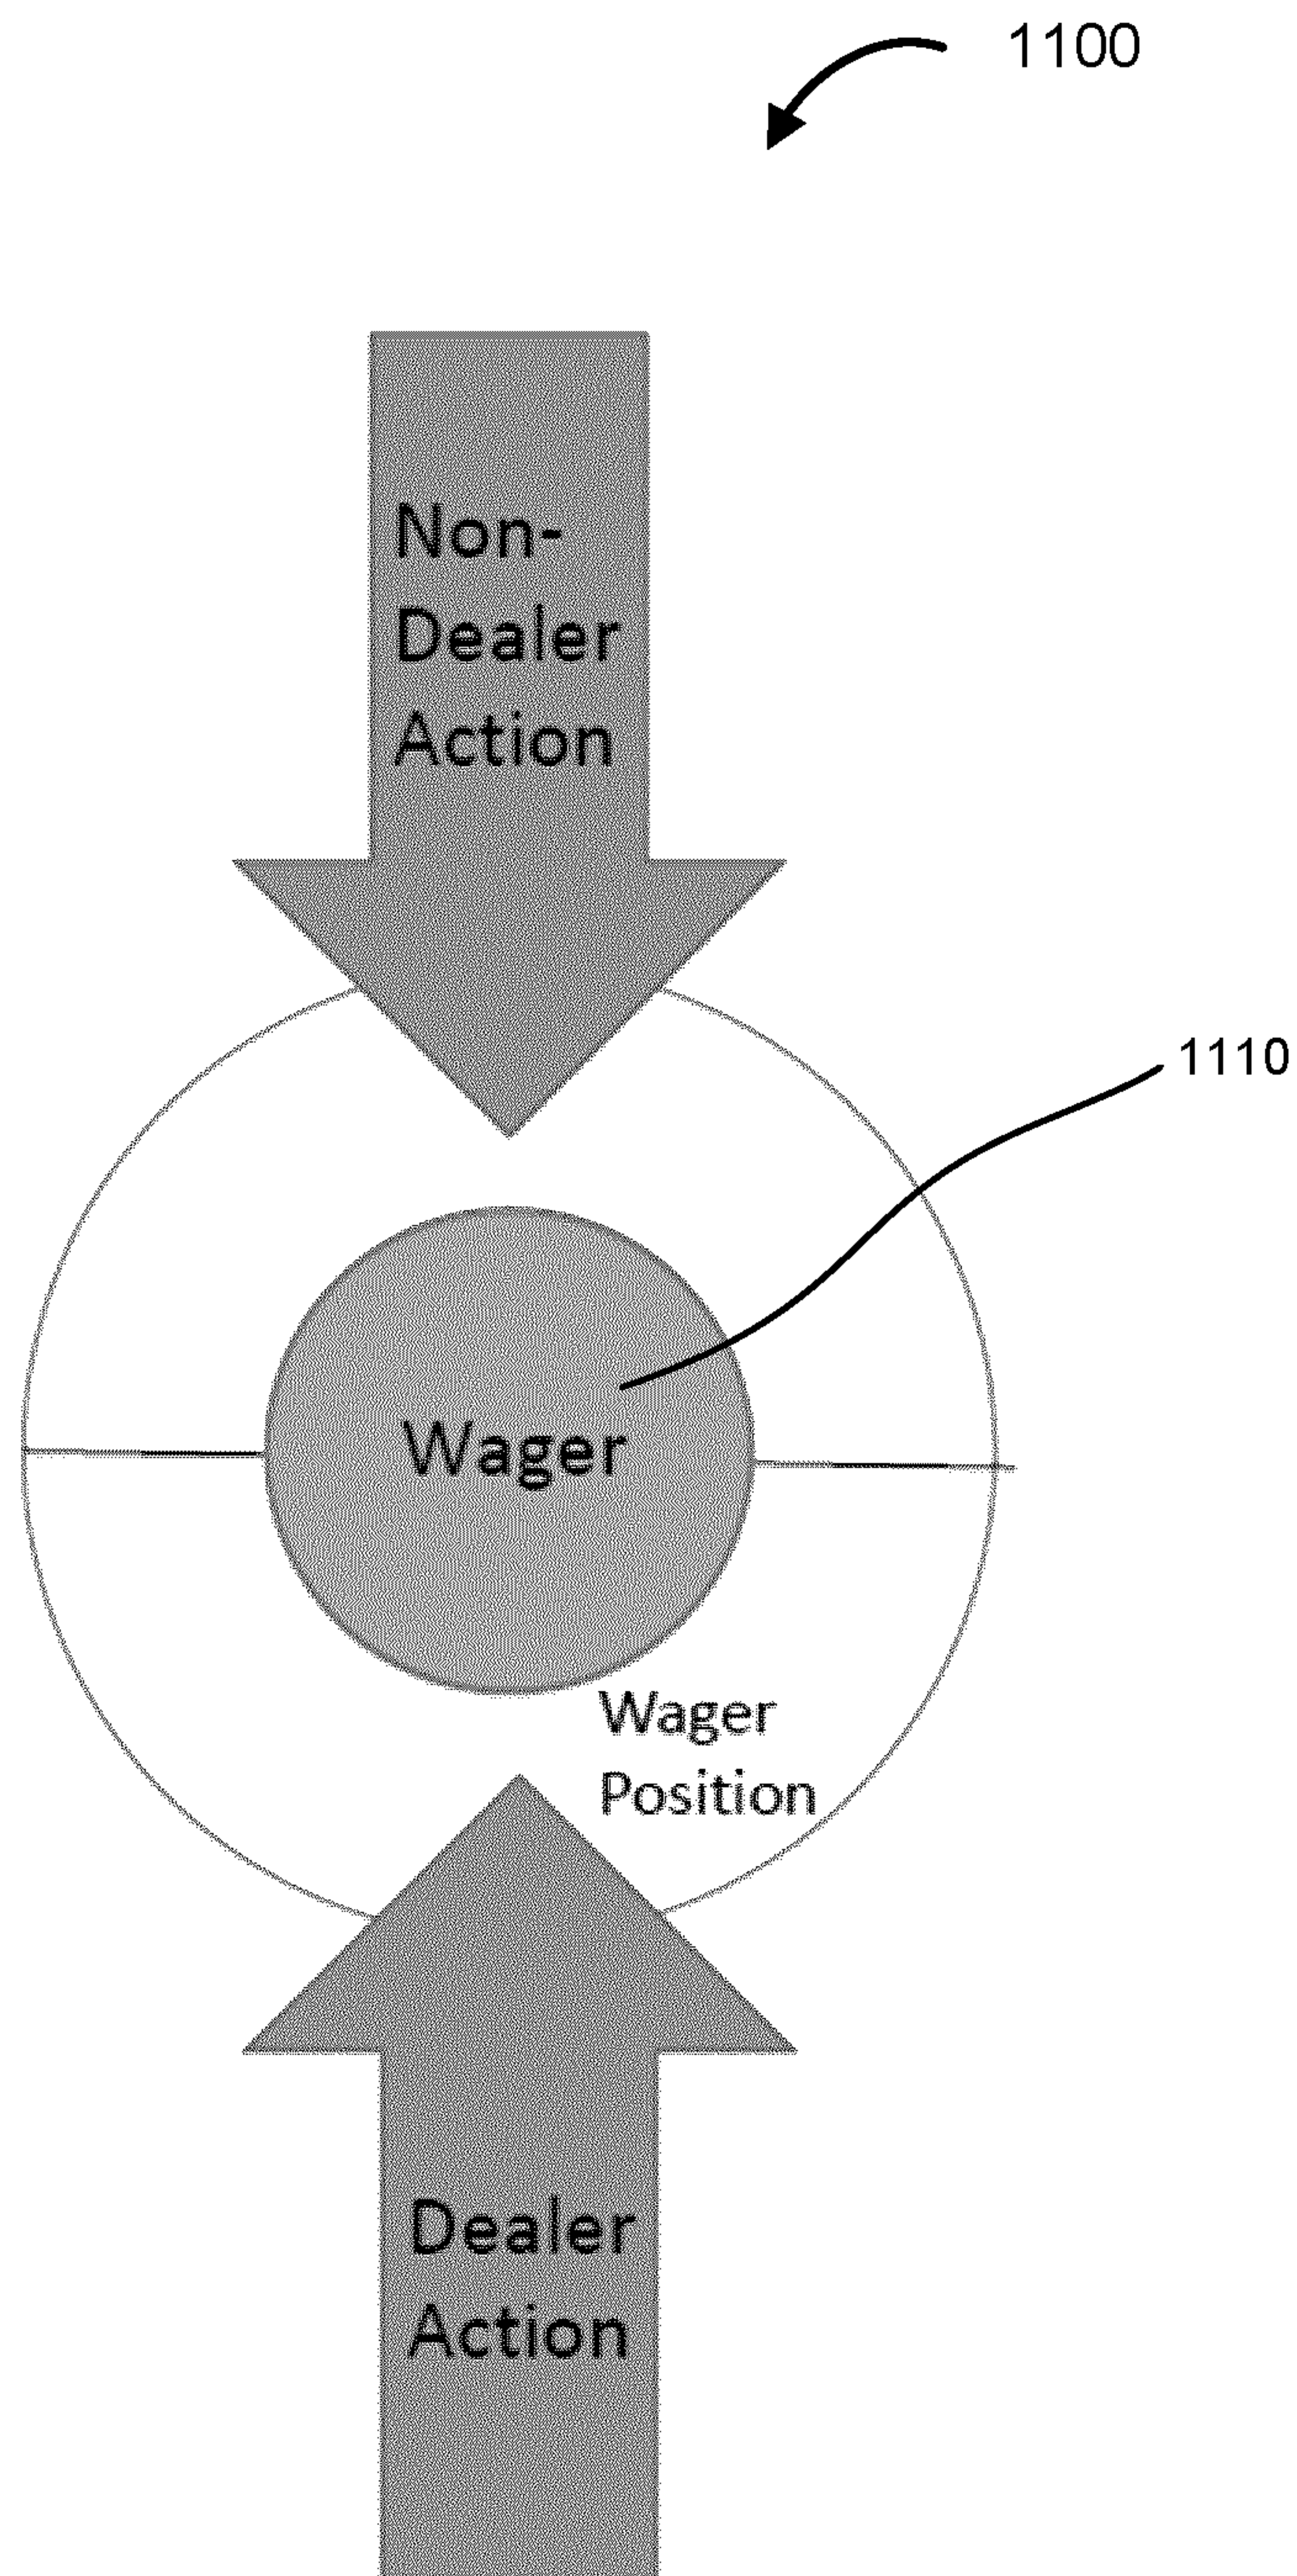 1100
Non-
Dealer
Action
1110
Wager
Wager
Position
Dealer
Action